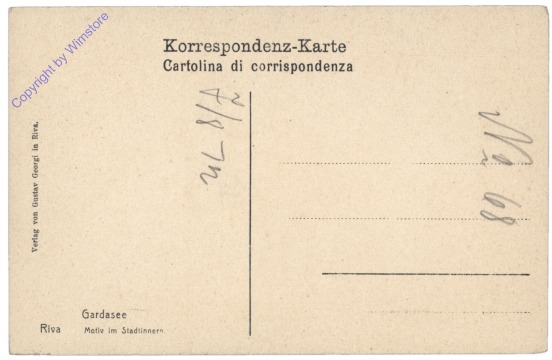 Copyright by Wimstore
Korrespondenz-Karte
Cartolina di corrispondenza
Verlag von Gustav Georgi in Riva.
Gardasee
Riva Motiv im Stadtinnern.